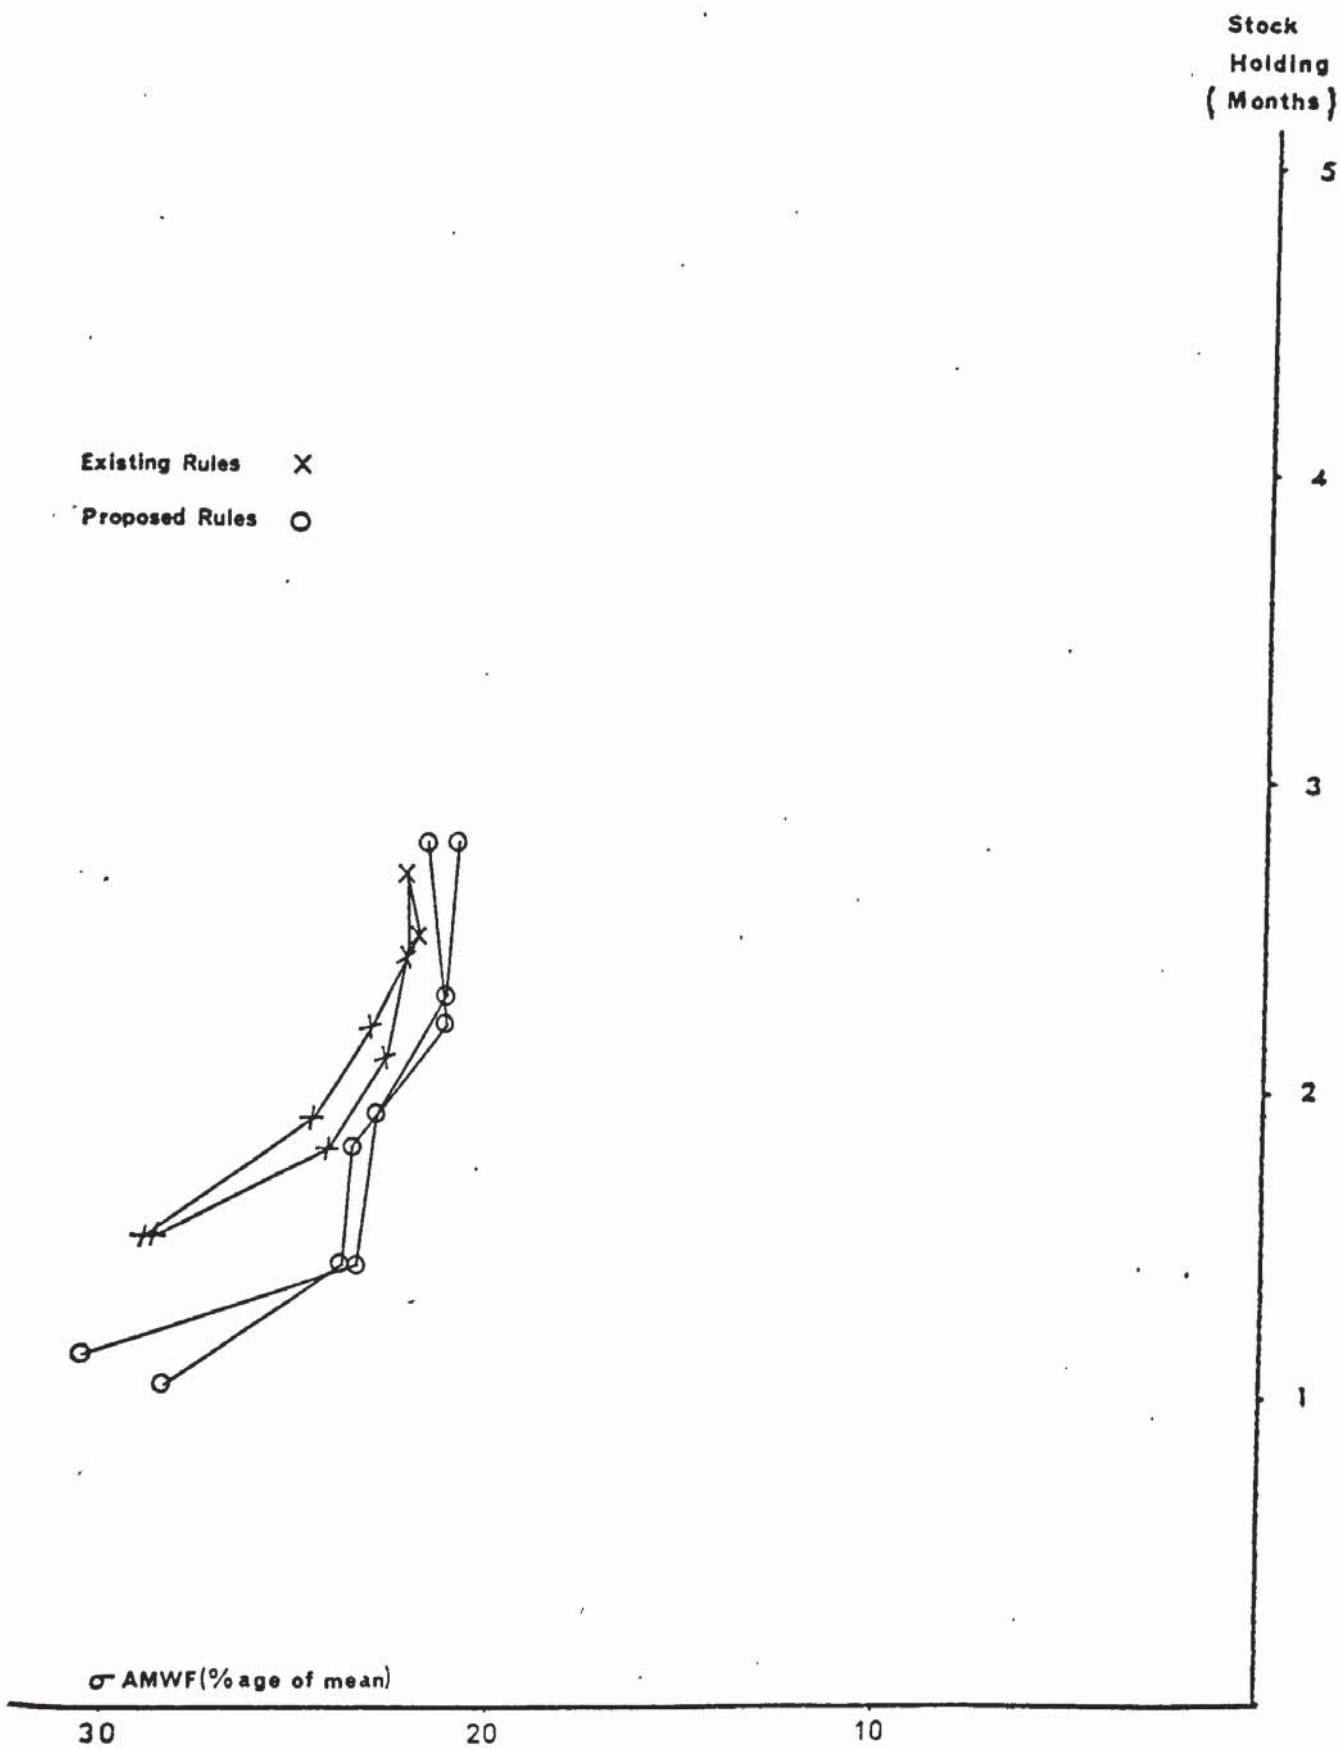 Stock
Holding
(Months)
5
Existing Rules X
4
Proposed Rules O
3
2
1
σ AMWF(%age of mean)
30 20 10